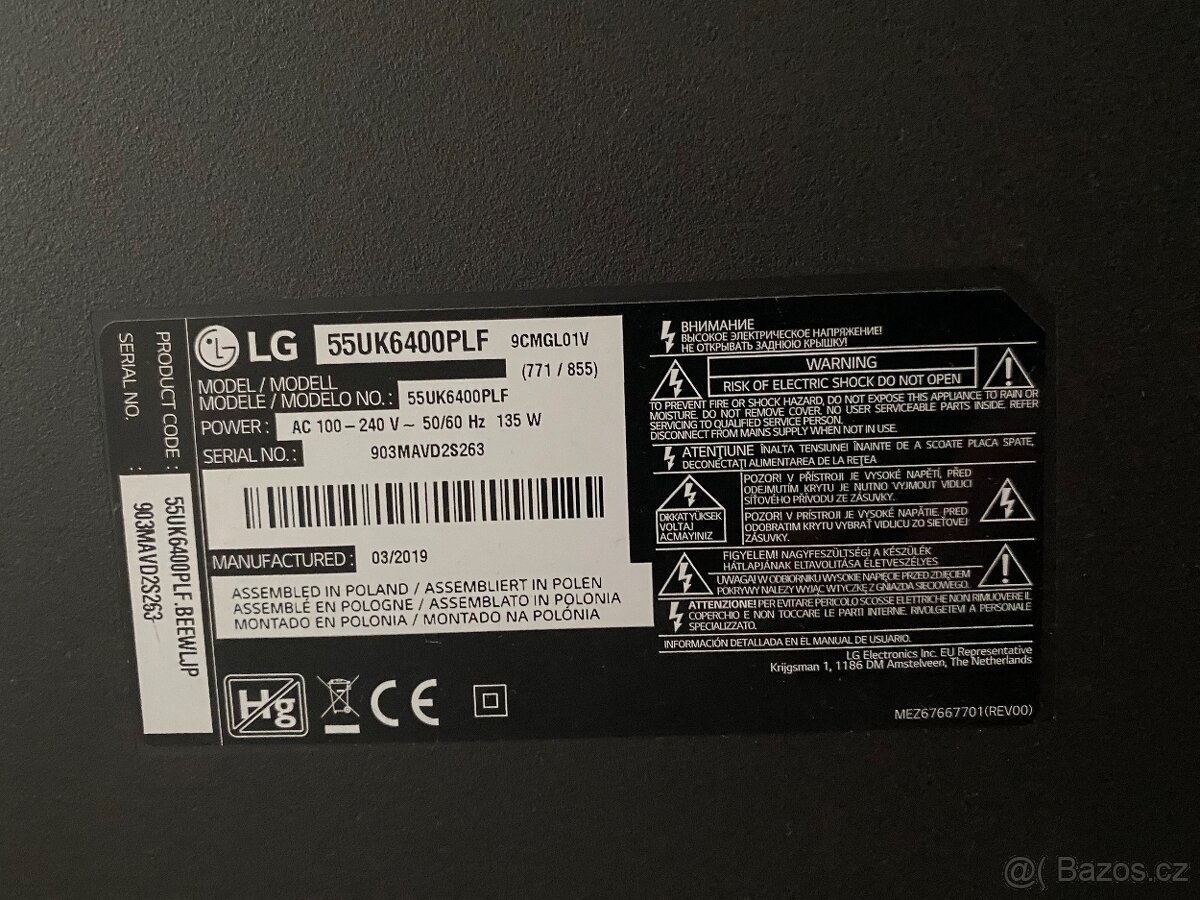 SERIAL NO. :
PRODUCT CODE :
903MAVD2S263
55UK6400PLF.BEEWLJP
LG 55UK6400PLF 9CMGL01V
(771 / 855)
MODEL / MODELL
MODÈLE / MODELO NO. : 55UK6400PLF
POWER : AC 100 – 240 V ~ 50/60 Hz 135 W
SERIAL NO. : 903MAVD2S263
MANUFACTURED : 03/2019
ASSEMBLED IN POLAND / ASSEMBLIERT IN POLEN
ASSEMBLÉ EN POLOGNE / ASSEMBLATO IN POLONIA
MONTADO EN POLONIA / MONTADO NA POLÓNIA
Hg
CE
ВНИМАНИЕ
ВЫСОКОЕ ЭЛЕКТРИЧЕСКОЕ НАПРЯЖЕНИЕ!
НЕ ОТКРЫВАТЬ ЗАДНЮЮ КРЫШКУ!
WARNING
RISK OF ELECTRIC SHOCK DO NOT OPEN
TO PREVENT FIRE OR SHOCK HAZARD, DO NOT EXPOSE THIS APPLIANCE TO RAIN OR
MOISTURE. DO NOT REMOVE COVER. NO USER SERVICEABLE PARTS INSIDE. REFER
SERVICING TO QUALIFIED SERVICE PERSON.
DISCONNECT FROM MAINS SUPPLY WHEN NOT IN USE.
ATENŢIUNE ÎNALTA TENSIUNE! ÎNAINTE DE A SCOATE PLACA SPATE,
DECONECTAŢI ALIMENTAREA DE LA REŢEA
DIKKAT YÜKSEK
VOLTAJ
AÇMAYINIZ
POZOR! V PŘÍSTROJI JE VYSOKÉ NAPĚTÍ, PŘED
ODEJMUTÍM KRYTU JE NUTNO VYJMOUT VIDLICI
SÍŤOVÉHO PŘÍVODU ZE ZÁSUVKY.
POZOR! V PRÍSTROJI JE VYSOKÉ NAPÄTIE, PRED
ODOBRATIM KRYTU VYBRAŤ VIDLICU ZO SIEŤOVEJ
ZÁSUVKY.
FIGYELEM! NAGYFESZÜLTSÉG! A KÉSZÜLÉK
HÁTLAPJÁNAK ELTÁVOLÍTÁSA ÉLETVESZÉLYES
UWAGA! W ODBIORNIKU WYSOKIE NAPIĘCIE PRZED ZDJĘCIEM
POKRYWY NALEŻY WYJĄĆ WTYCZKĘ Z GNIAZDA SIECIOWEGO.
ATTENZIONE! PER EVITARE PERICOLO SCOSSE ELETTRICHE NON RIMUOVERE IL
COPERCHIO E NON TOCCARE LE PARTI INTERNE. RIVOLGETEVI A PERSONALE
SPECIALIZZATO.
INFORMACIÓN DETALLADA EN EL MANUAL DE USUARIO.
LG Electronics Inc. EU Representative
Krijgsman 1, 1186 DM Amstelveen, The Netherlands
MEZ67667701(REV00)
@( Bazos.cz